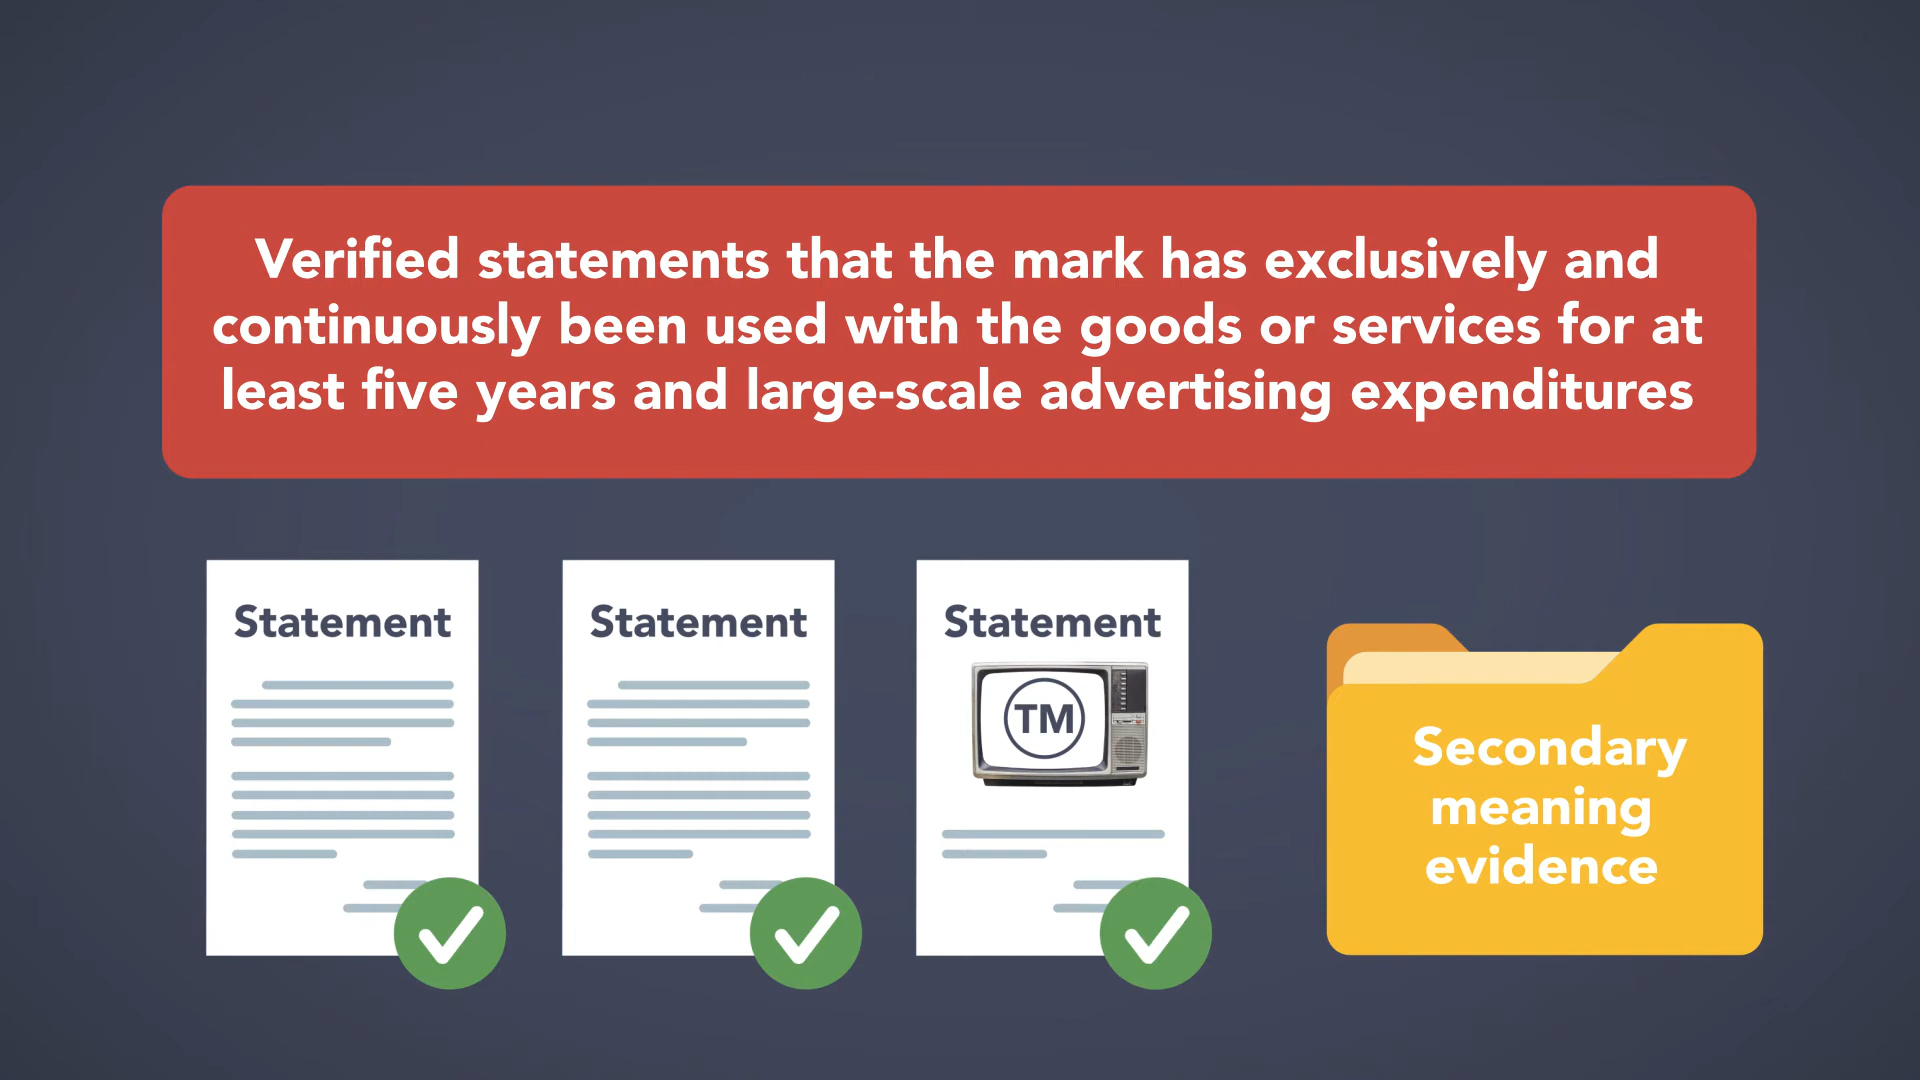 Verified statements that the mark has exclusively and
continuously been used with the goods or services for at
least five years and large-scale advertising expenditures
Statement
Statement
Statement
TM
Secondary
meaning
evidence